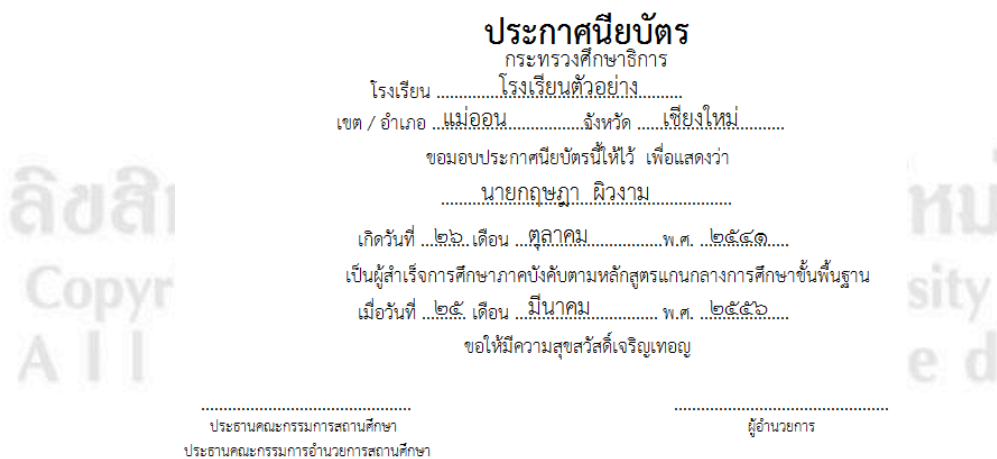 ประกาศนียบัตร
กระทรวงศึกษาธิการ
โรงเรียน ................โรงเรียนตัวอย่าง...........
เขต / อำเภอ ...แม่ออน...................จังหวัด ......เชียงใหม่...........
ขอมอบประกาศนียบัตรนี้ให้ไว้ เพื่อแสดงว่า
..........นายกฤษฎา ผิวงาม....................
เกิดวันที่ ...๒๖.. เดือน ...ตุลาคม..................พ.ศ. ...๒๕๔๑.....
เป็นผู้สำเร็จการศึกษาภาคบังคับตามหลักสูตรแกนกลางการศึกษาขั้นพื้นฐาน
เมื่อวันที่ ...๒๕.. เดือน ...มีนาคม................. พ.ศ. ...๒๕๕๖.....
ขอให้มีความสุขสวัสดิ์เจริญเทอญ
................................................ ................................................
ประธานคณะกรรมการสถานศึกษา ผู้อำนวยการ
ประธานคณะกรรมการอำนวยการสถานศึกษา
ลิขสิ
Copyr sity
All e d